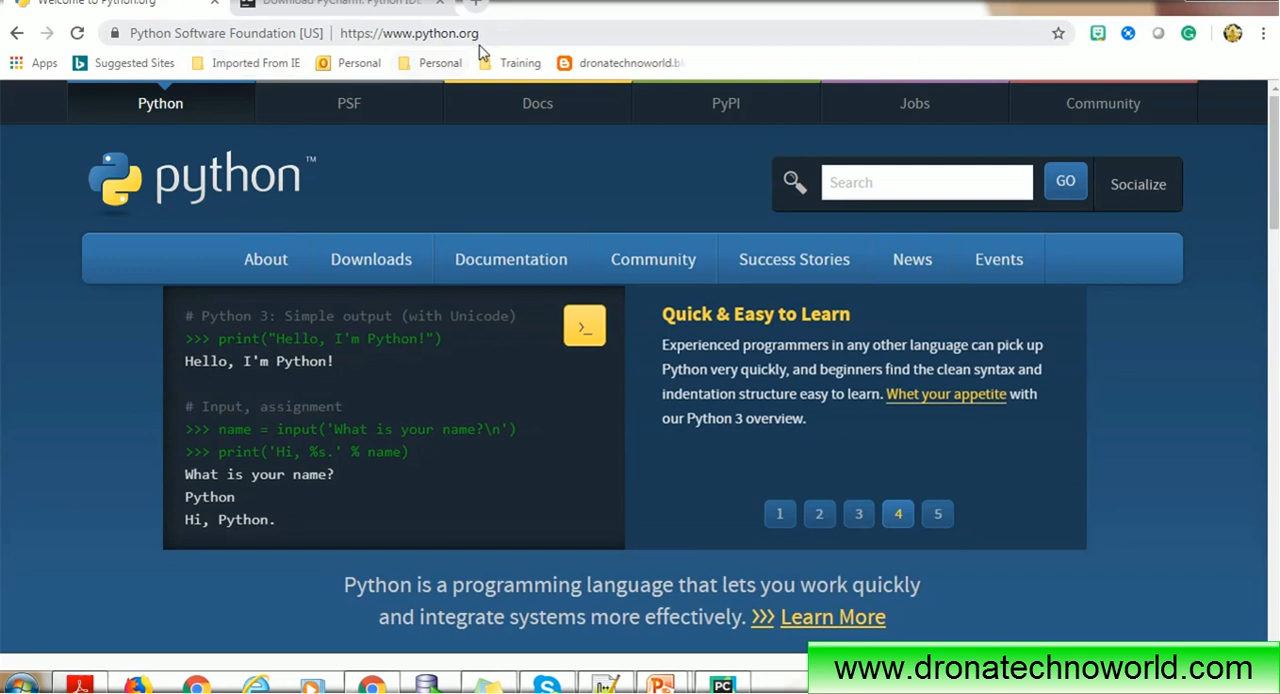 Welcome to Python.org
Download PyCharm: Python IDE
Python Software Foundation [US] | https://www.python.org
Apps Suggested Sites Imported From IE Personal Personal Training dronatechnoworld.bl
Python PSF Docs PyPI Jobs Community
python™
Search GO Socialize
About Downloads Documentation Community Success Stories News Events
# Python 3: Simple output (with Unicode)
>>> print("Hello, I'm Python!")
Hello, I'm Python!
# Input, assignment
>>> name = input('What is your name?\n')
>>> print('Hi, %s.' % name)
What is your name?
Python
Hi, Python.
>_
Quick & Easy to Learn
Experienced programmers in any other language can pick up
Python very quickly, and beginners find the clean syntax and
indentation structure easy to learn. Whet your appetite with
our Python 3 overview.
1 2 3 4 5
Python is a programming language that lets you work quickly
and integrate systems more effectively. >>> Learn More
PC
www.dronatechnoworld.com